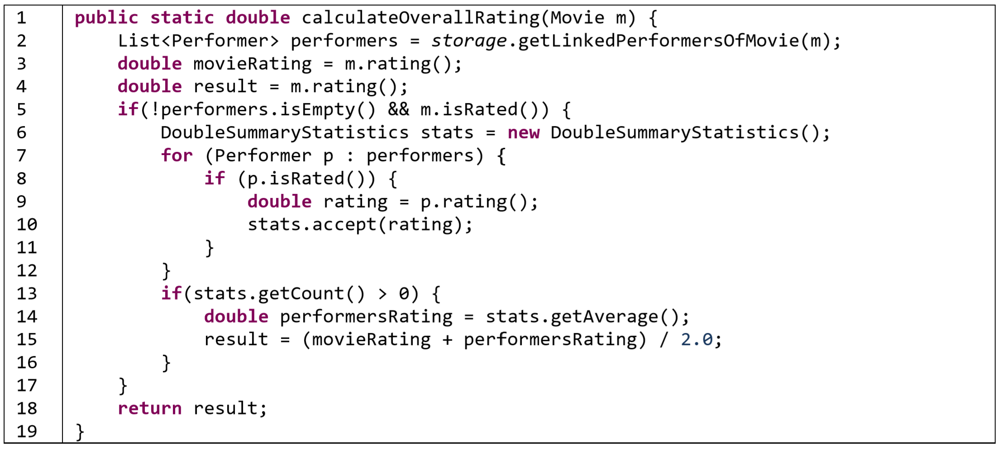 1 public static double calculateOverallRating(Movie m) {
2     List<Performer> performers = storage.getLinkedPerformersOfMovie(m);
3     double movieRating = m.rating();
4     double result = m.rating();
5     if(!performers.isEmpty() && m.isRated()) {
6         DoubleSummaryStatistics stats = new DoubleSummaryStatistics();
7         for (Performer p : performers) {
8             if (p.isRated()) {
9                 double rating = p.rating();
10                 stats.accept(rating);
11             }
12         }
13         if(stats.getCount() > 0) {
14             double performersRating = stats.getAverage();
15             result = (movieRating + performersRating) / 2.0;
16         }
17     }
18     return result;
19 }